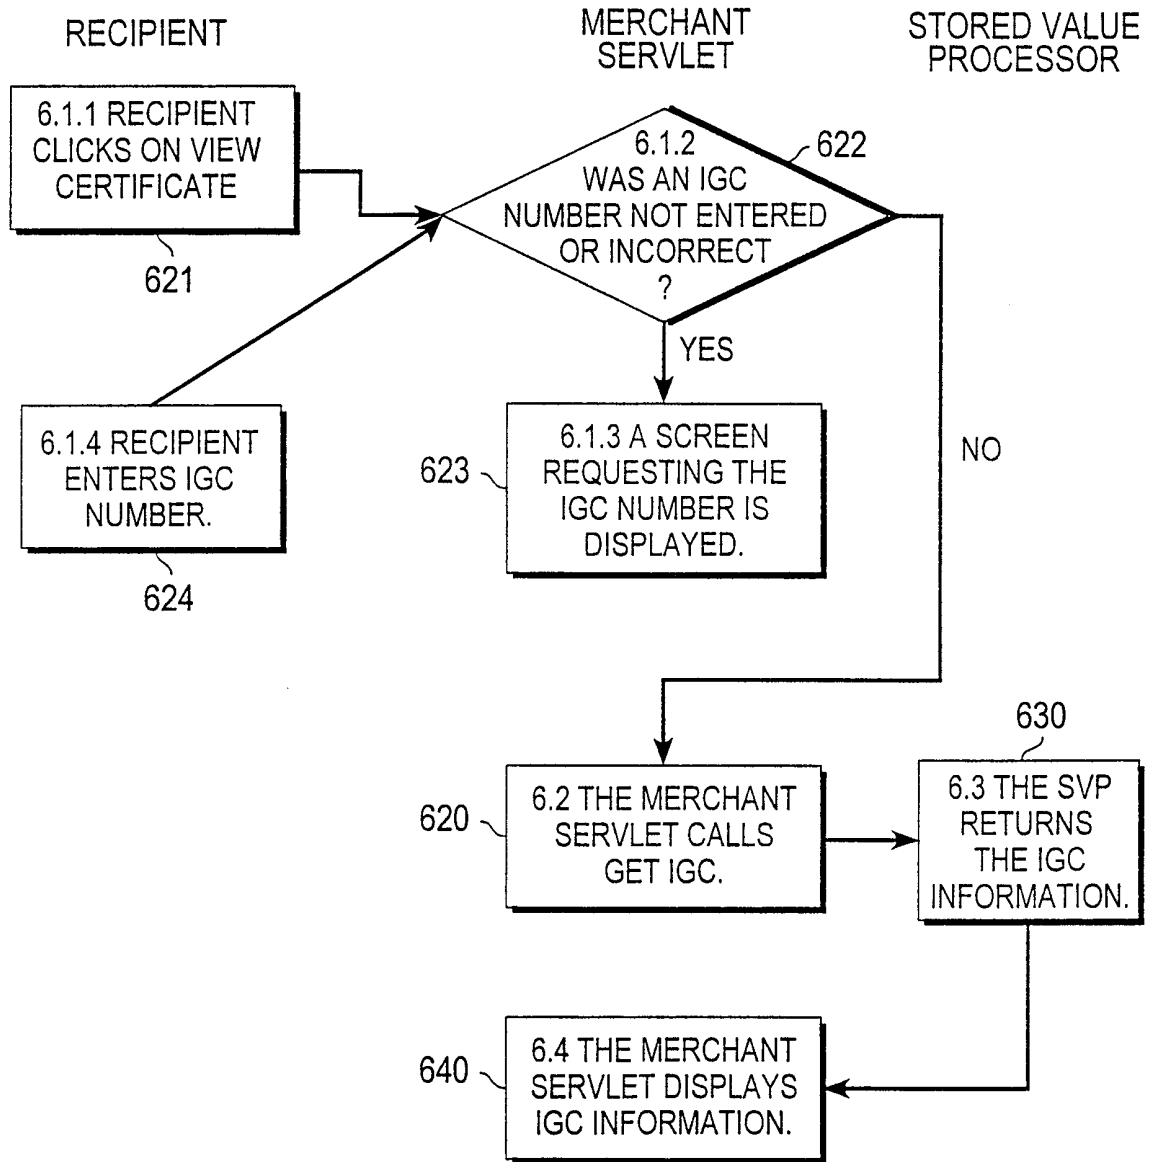 RECIPIENT
MERCHANT
SERVLET
STORED VALUE
PROCESSOR
6.1.1 RECIPIENT
CLICKS ON VIEW
CERTIFICATE
621
6.1.2
WAS AN IGC
NUMBER NOT ENTERED
OR INCORRECT
?
622
YES
NO
6.1.4 RECIPIENT
ENTERS IGC
NUMBER.
624
623
6.1.3 A SCREEN
REQUESTING THE
IGC NUMBER IS
DISPLAYED.
620
6.2 THE MERCHANT
SERVLET CALLS
GET IGC.
630
6.3 THE SVP
RETURNS
THE IGC
INFORMATION.
640
6.4 THE MERCHANT
SERVLET DISPLAYS
IGC INFORMATION.